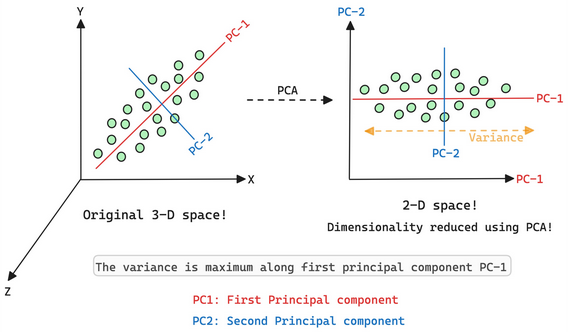 Y
PC-1
PC-2
X
Z
Original 3-D space!
PCA
PC-2
PC-1
Variance
PC-2
PC-1
2-D space!
Dimensionality reduced using PCA!
The variance is maximum along first principal component PC-1
PC1: First Principal component
PC2: Second Principal component